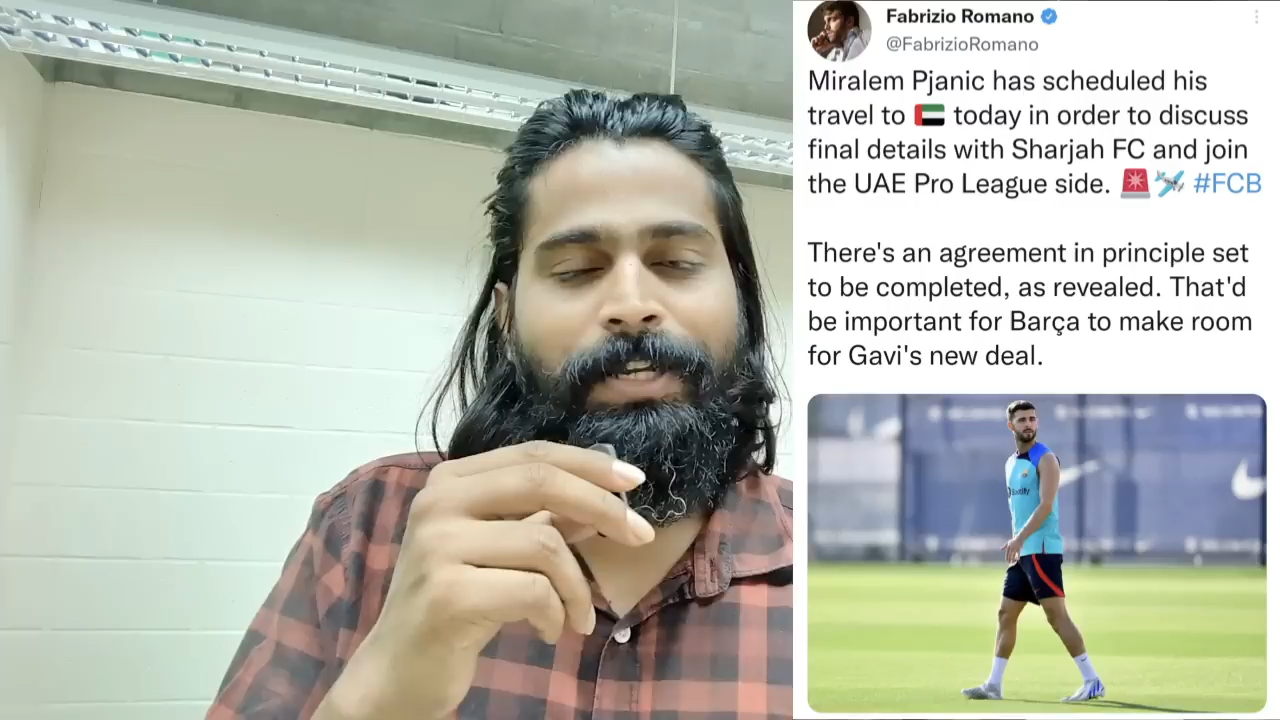 Fabrizio Romano
@FabrizioRomano
Miralem Pjanic has scheduled his
travel to 🇦🇪 today in order to discuss
final details with Sharjah FC and join
the UAE Pro League side. 🚨🛩️ #FCB
There's an agreement in principle set
to be completed, as revealed. That'd
be important for Barça to make room
for Gavi's new deal.
Spotify